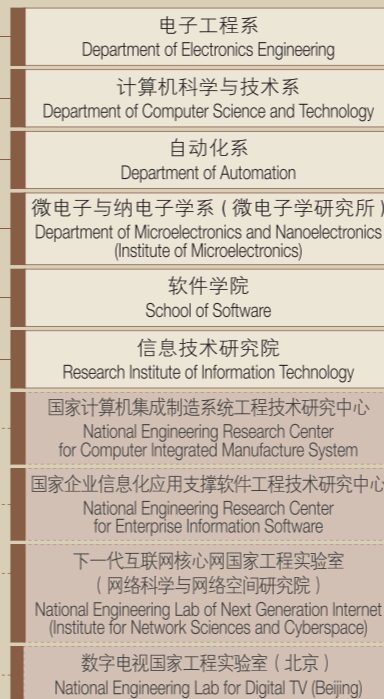 电子工程系
Department of Electronics Engineering
计算机科学与技术系
Department of Computer Science and Technology
自动化系
Department of Automation
微电子与纳电子学系（微电子学研究所）
Department of Microelectronics and Nanoelectronics
(Institute of Microelectronics)
软件学院
School of Software
信息技术研究院
Research Institute of Information Technology
国家计算机集成制造系统工程技术研究中心
National Engineering Research Center
for Computer Integrated Manufacture System
国家企业信息化应用支撑软件工程技术研究中心
National Engineering Research Center
for Enterprise Information Software
下一代互联网核心网国家工程实验室
（网络科学与网络空间研究院）
National Engineering Lab of Next Generation Internet
(Institute for Network Sciences and Cyberspace)
数字电视国家工程实验室（北京）
National Engineering Lab for Digital TV (Beijing)